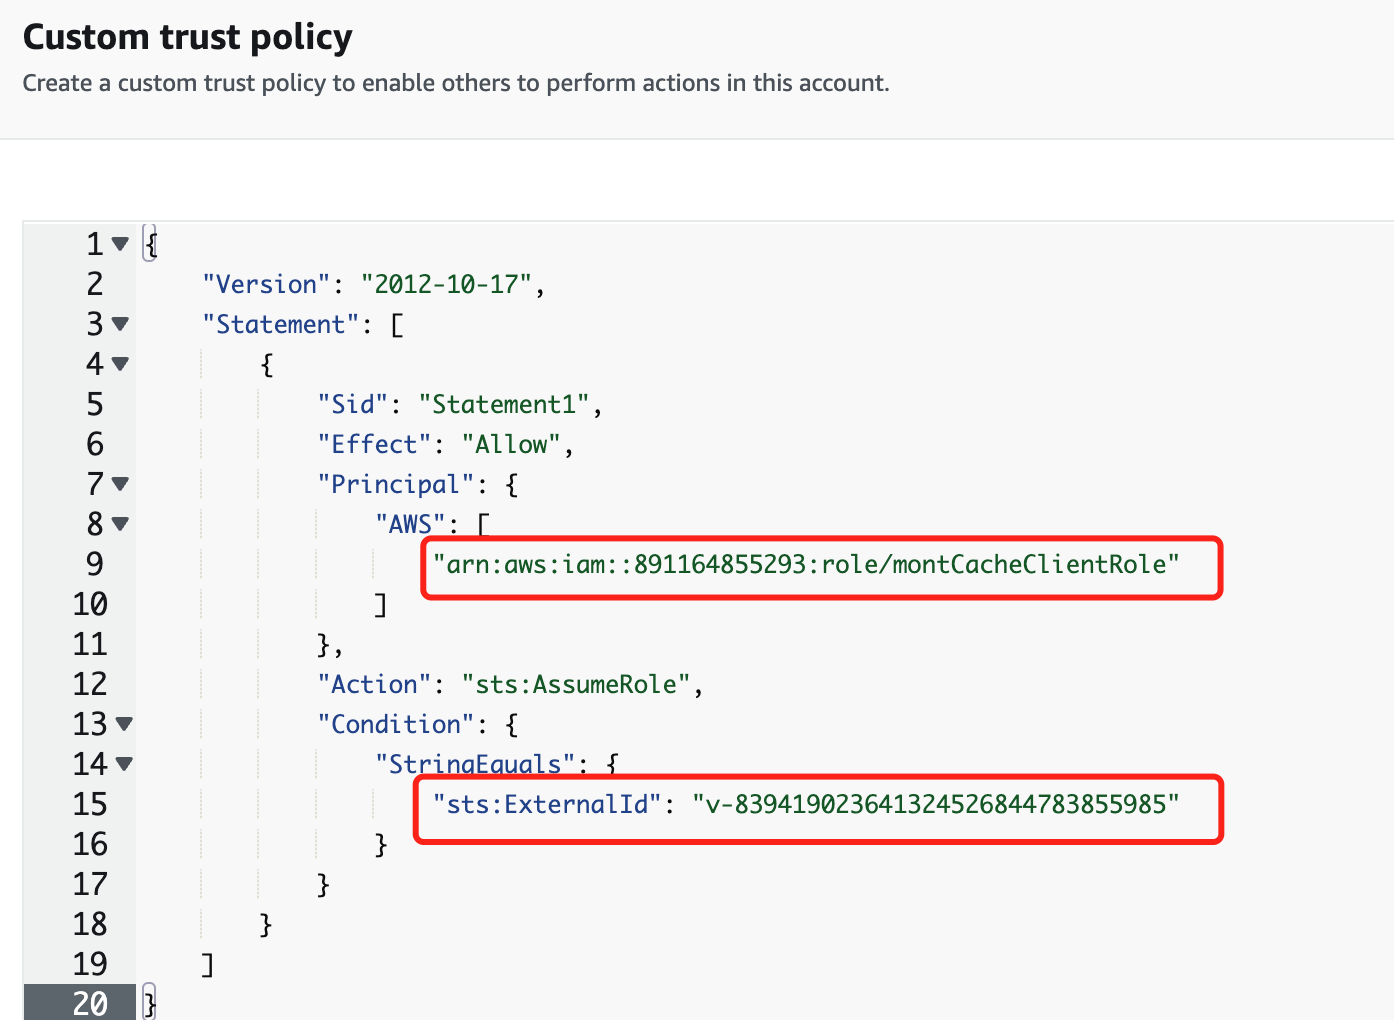 Custom trust policy
Create a custom trust policy to enable others to perform actions in this account.
1 {
2 "Version": "2012-10-17",
3 "Statement": [
4 {
5 "Sid": "Statement1",
6 "Effect": "Allow",
7 "Principal": {
8 "AWS": [
9 "arn:aws:iam::891164855293:role/montCacheClientRole"
10 ]
11 },
12 "Action": "sts:AssumeRole",
13 "Condition": {
14 "StringEquals": {
15 "sts:ExternalId": "v-839419023641324526844783855985"
16 }
17 }
18 }
19 ]
20 }